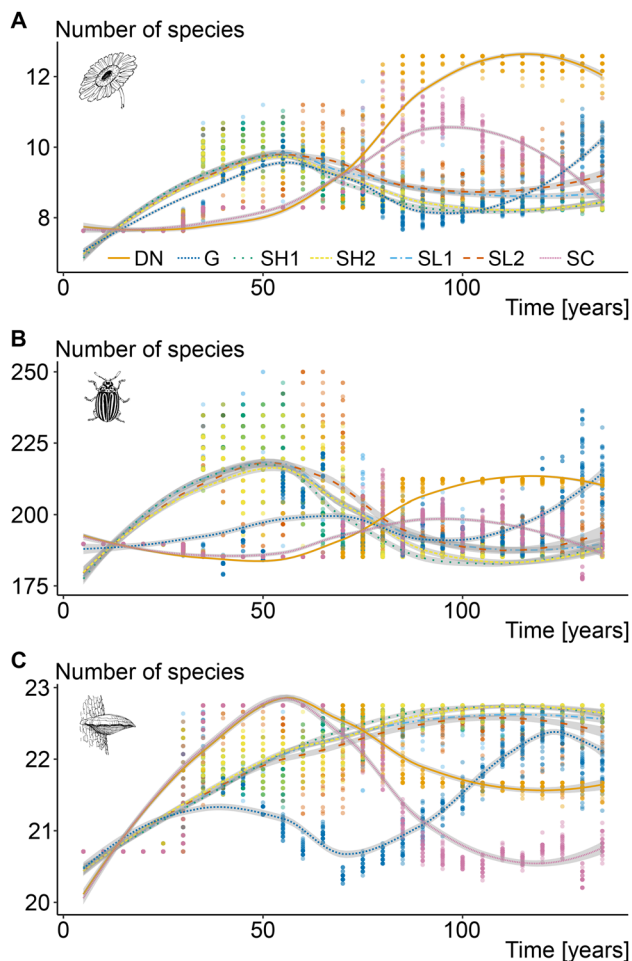 A
Number of species
12
10
8
DN G SH1 SH2 SL1 SL2 SC
0 50 100
Time [years]
B
Number of species
250
225
200
175
0 50 100
Time [years]
C
Number of species
23
22
21
20
0 50 100
Time [years]